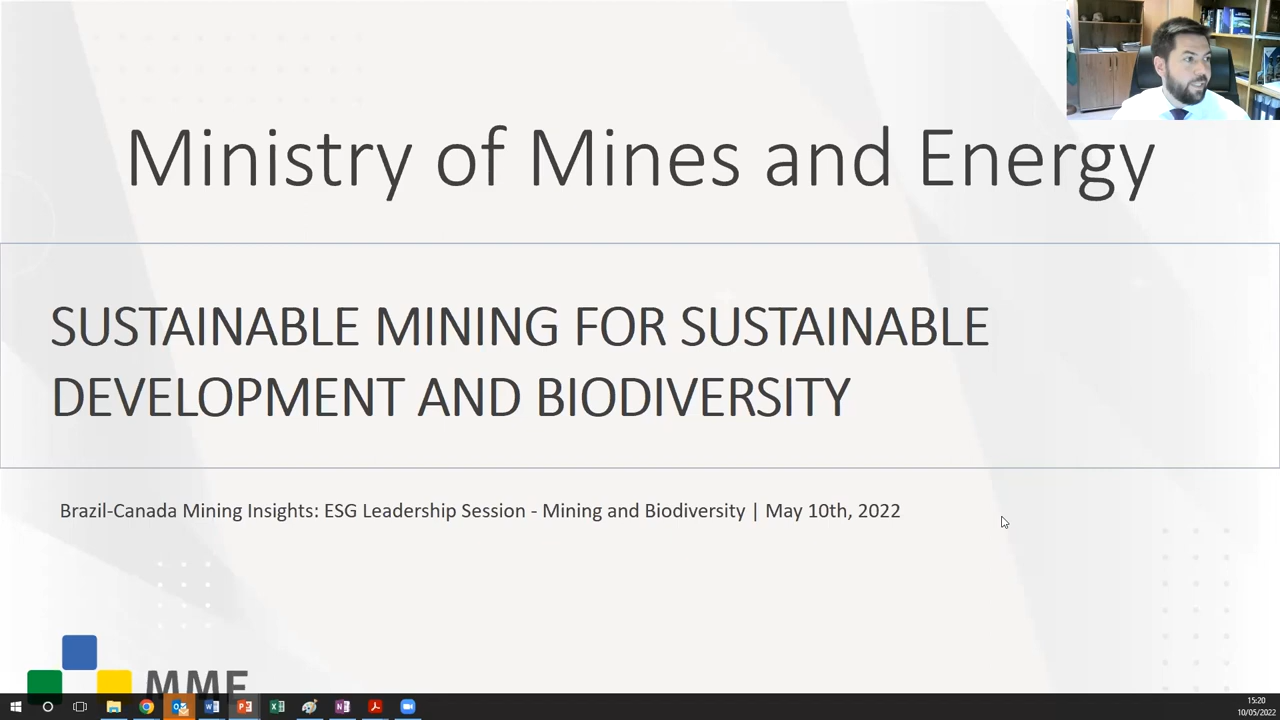 Ministry of Mines and Energy
SUSTAINABLE MINING FOR SUSTAINABLE
DEVELOPMENT AND BIODIVERSITY
Brazil-Canada Mining Insights: ESG Leadership Session - Mining and Biodiversity | May 10th, 2022
MME
15:20
10/05/2022